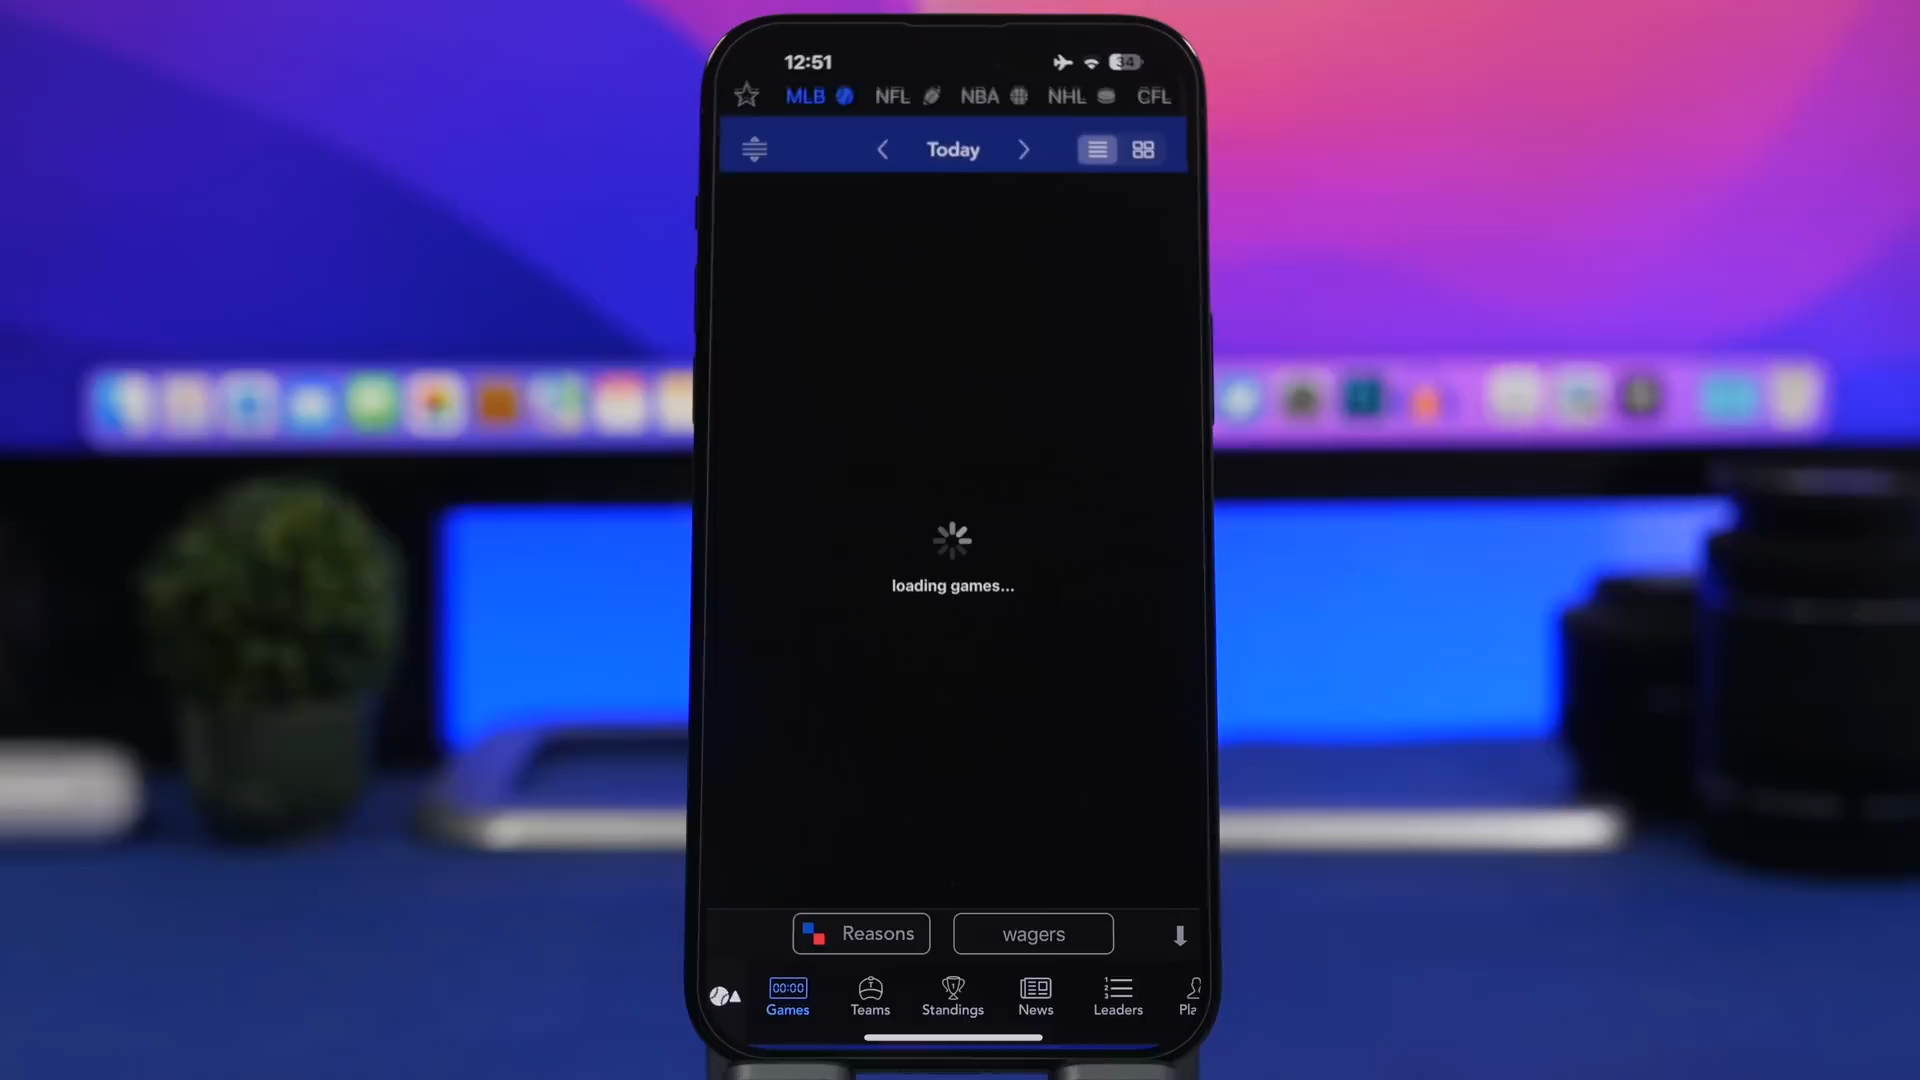 12:51 34
MLB NFL NBA NHL CFL
Today
loading games...
Reasons wagers
00:00
Games Teams Standings News Leaders